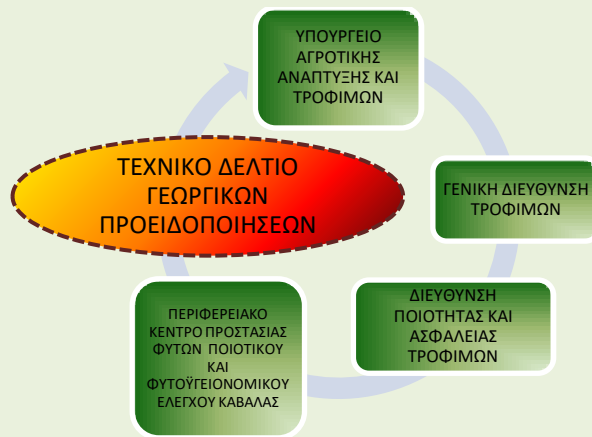 ΥΠΟΥΡΓΕΙΟ
ΑΓΡΟΤΙΚΗΣ
ΑΝΑΠΤΥΞΗΣ ΚΑΙ
ΤΡΟΦΙΜΩΝ
ΓΕΝΙΚΗ ΔΙΕΥΘΥΝΣΗ
ΤΡΟΦΙΜΩΝ
ΔΙΕΥΘΥΝΣΗ
ΠΟΙΟΤΗΤΑΣ ΚΑΙ
ΑΣΦΑΛΕΙΑΣ
ΤΡΟΦΙΜΩΝ
ΠΕΡΙΦΕΡΕΙΑΚΟ
ΚΕΝΤΡΟ ΠΡΟΣΤΑΣΙΑΣ
ΦΥΤΩΝ ΠΟΙΟΤΙΚΟΥ
ΚΑΙ
ΦΥΤΟΫΓΕΙΟΝΟΜΙΚΟΥ
ΕΛΕΓΧΟΥ ΚΑΒΑΛΑΣ
ΤΕΧΝΙΚΟ ΔΕΛΤΙΟ
ΓΕΩΡΓΙΚΩΝ
ΠΡΟΕΙΔΟΠΟΙΗΣΕΩΝ